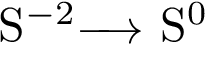 S⁻² ⟶ S⁰